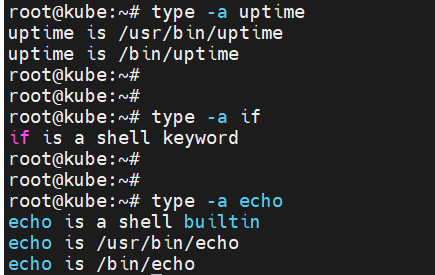 root@kube:~# type -a uptime
uptime is /usr/bin/uptime
uptime is /bin/uptime
root@kube:~#
root@kube:~#
root@kube:~# type -a if
if is a shell keyword
root@kube:~#
root@kube:~#
root@kube:~# type -a echo
echo is a shell builtin
echo is /usr/bin/echo
echo is /bin/echo